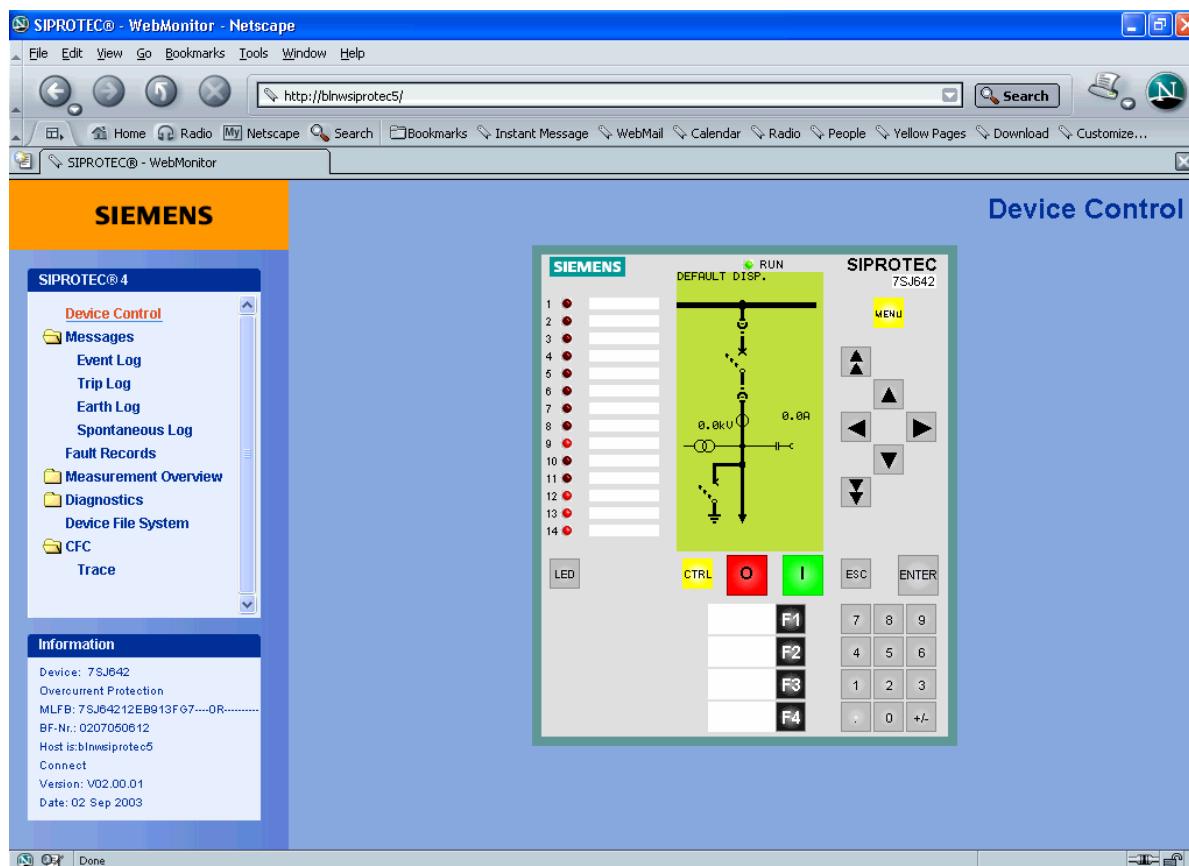 SIPROTEC® - WebMonitor - Netscape
File Edit View Go Bookmarks Tools Window Help
http://blnwsiprotec5/
Search
N
Home Radio My Netscape Search Bookmarks Instant Message WebMail Calendar Radio People Yellow Pages Download Customize...
SIPROTEC® - WebMonitor
SIEMENS
Device Control
SIPROTEC® 4
Device Control
Messages
Event Log
Trip Log
Earth Log
Spontaneous Log
Fault Records
Measurement Overview
Diagnostics
Device File System
CFC
Trace
Information
Device: 7SJ642
Overcurrent Protection
MLFB: 7SJ64212EB913FG7----0R---------
BF-Nr.: 0207050612
Host is:blnwsiprotec5
Connect
Version: V02.00.01
Date: 02 Sep 2003
SIEMENS
RUN
SIPROTEC
7SJ642
DEFAULT DISP.
MENU
1
2
3
4
5
6
7
8
9
10
11
12
13
14
0.0kV
0.0A
LED
CTRL
O
I
ESC
ENTER
F1
7 8 9
F2
4 5 6
F3
1 2 3
F4
. 0 +/-
Done